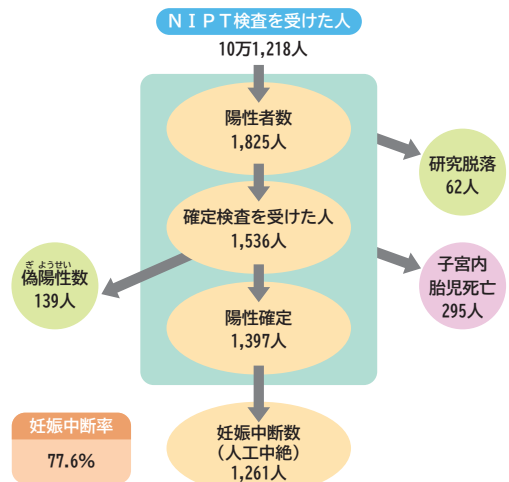 ＮＩＰＴ検査を受けた人
10万1,218人
陽性者数
1,825人
研究脱落
62人
確定検査を受けた人
1,536人
ぎようせい
偽陽性数
139人
子宮内
胎児死亡
295人
陽性確定
1,397人
妊娠中断率
77.6%
妊娠中断数
（人工中絶）
1,261人